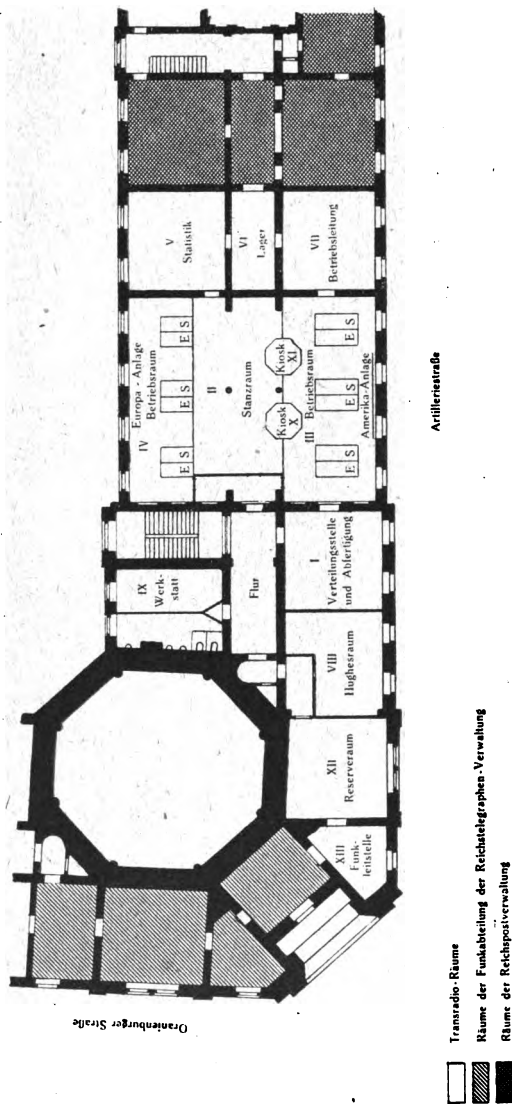 V
Statistik
VI
Lager
VII
Betriebsleitung
Europa - Anlage
Betriebsraum
IV
E S
E S
E S
II
Stanzraum
Kiosk
X
Kiosk
XI
III
Betriebsraum
Amerika-Anlage
E S
E S
E S
IX
Werk-
statt
Flur
I
Verteilungsstelle
und Abfertigung
VIII
Hughesraum
XII
Reserveraum
XIII
Funk-
leitstelle
Artilleriestraße
Oranienburger Straße
Transradio-Räume
Räume der Funkabteilung der Reichstelegraphen-Verwaltung
Räume der Reichspostverwaltung